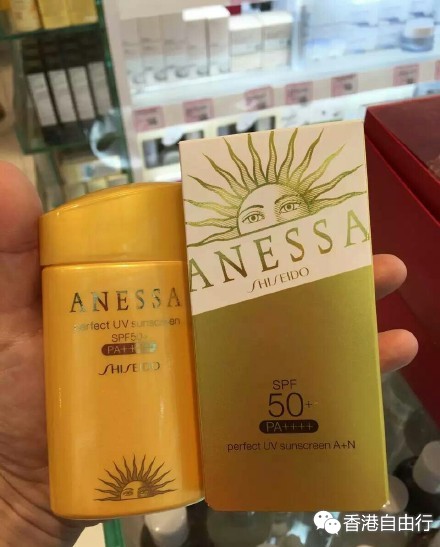 ANESSA
perfect UV sunscreen
SPF50+
PA++++
SHISEIDO
ANESSA
SHISEIDO
SPF
50+
PA++++
perfect UV sunscreen A+N
香港自由行